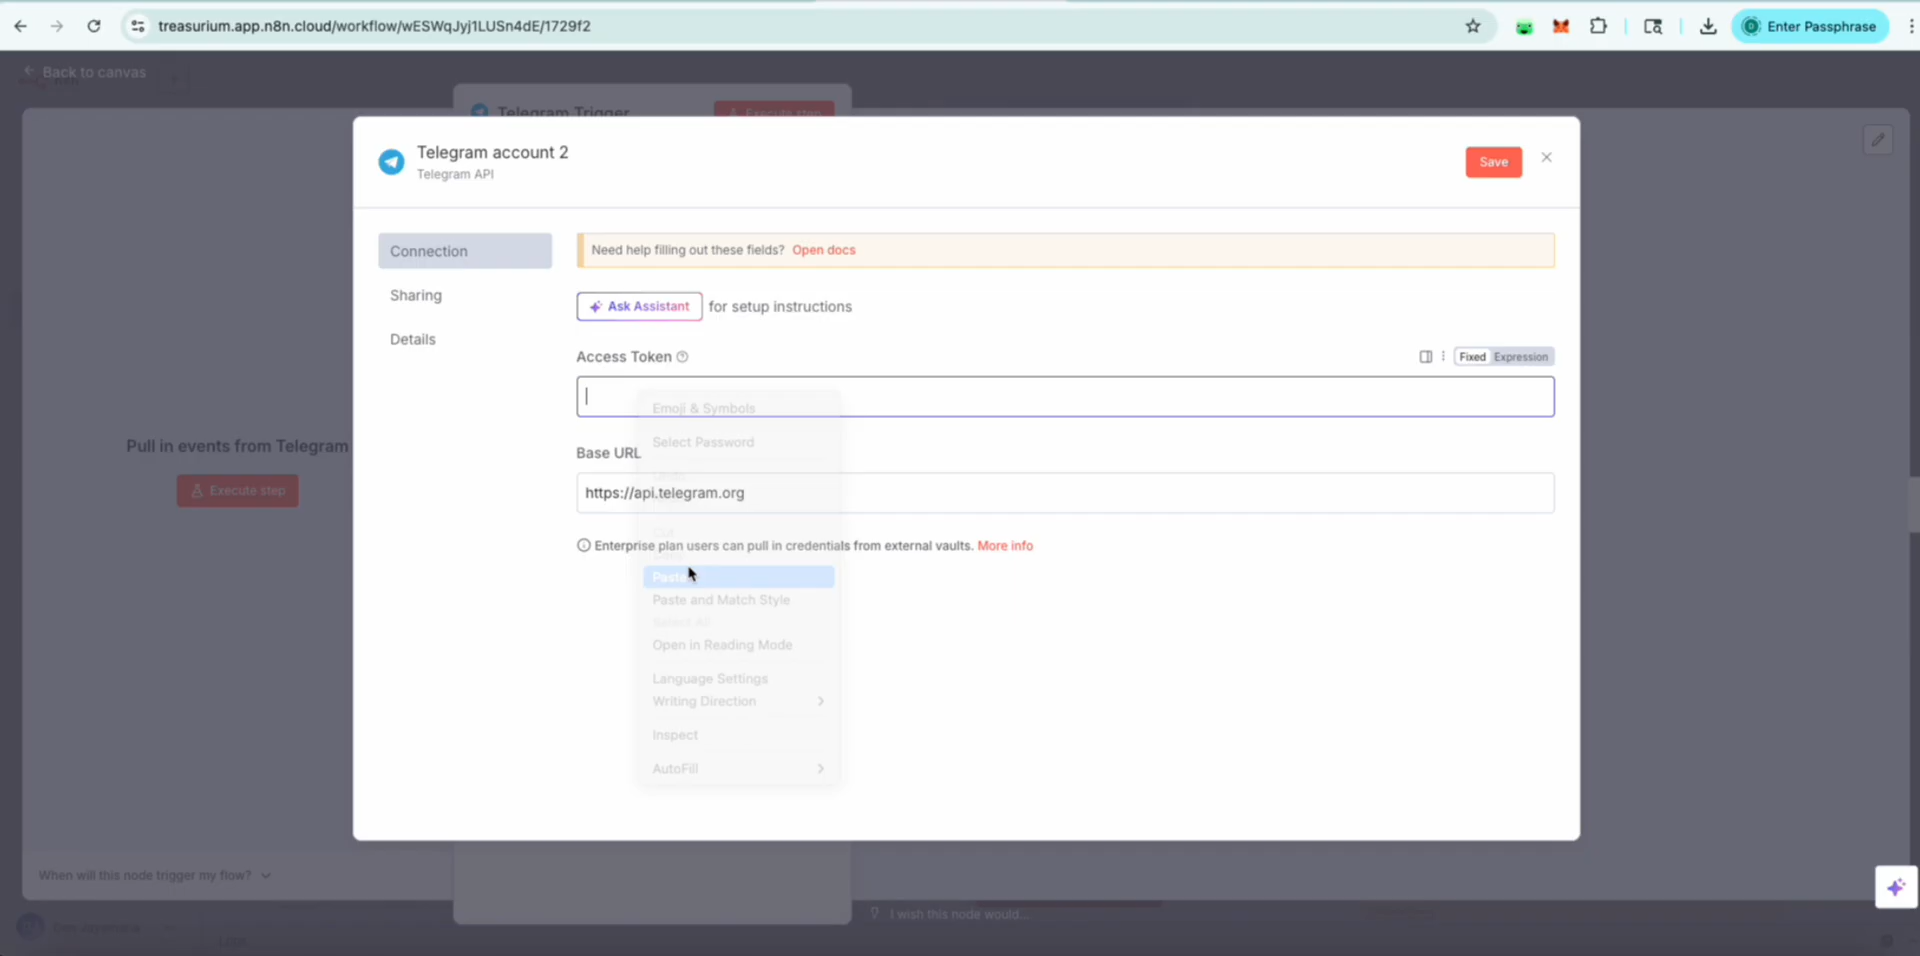 treasurium.app.n8n.cloud/workflow/wESWqJyj1LUSn4dE/1729f2
Enter Passphrase
Back to canvas
Telegram Trigger
Execute step
Telegram account 2
Telegram API
Save
Connection
Sharing
Details
Need help filling out these fields? Open docs
Ask Assistant for setup instructions
Access Token
Fixed Expression
Emoji & Symbols
Select Password
Base URL
https://api.telegram.org
Cut
Enterprise plan users can pull in credentials from external vaults. More info
Paste
Paste and Match Style
Select All
Open in Reading Mode
Language Settings
Writing Direction
Inspect
AutoFill
Pull in events from Telegram
Execute step
When will this node trigger my flow?
I wish this node would...